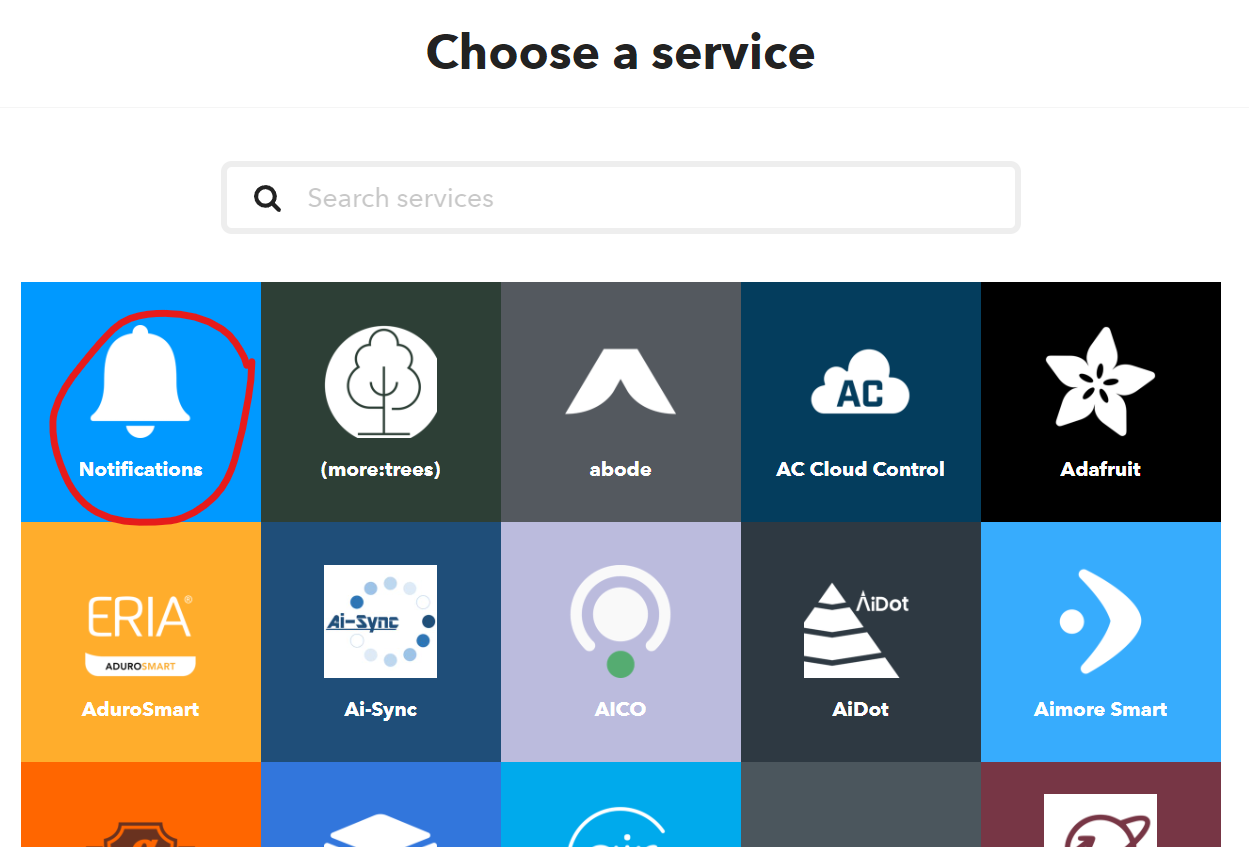 Choose a service
Search services
Notifications
(more:trees)
abode
AC
AC Cloud Control
Adafruit
ERIA®
ADUROSMART
AduroSmart
Ai-Sync
Ai-Sync
AICO
AiDot
AiDot
Aimore Smart